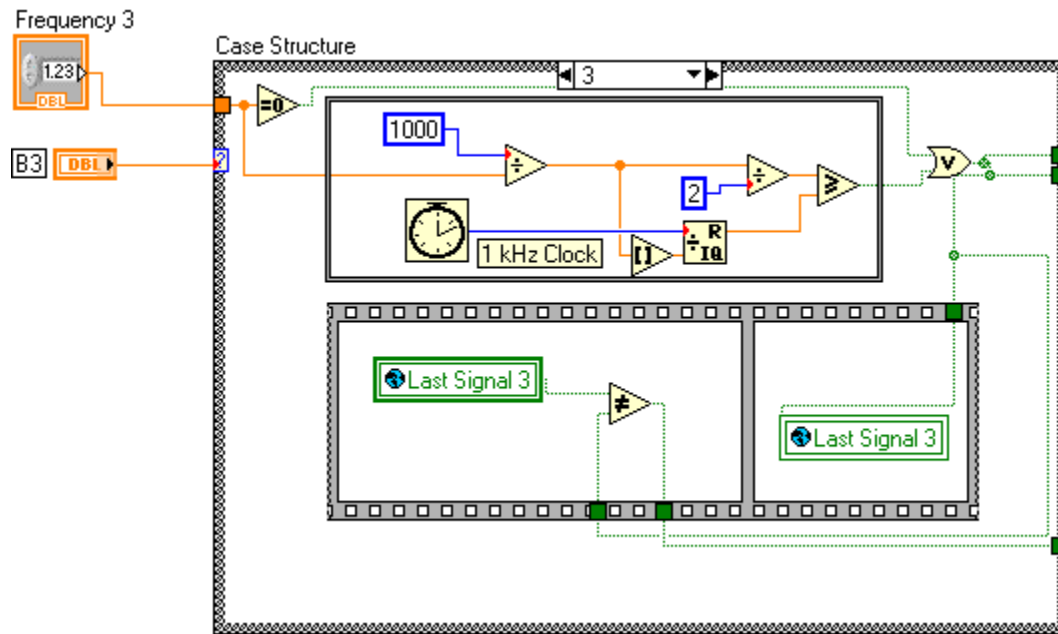 Frequency 3
1.23
DBL
Case Structure
3
=0
1000
B3
DBL
?
÷
÷
2
≥
V
R
÷
IQ
1 kHz Clock
[ ]
Last Signal 3
≠
Last Signal 3